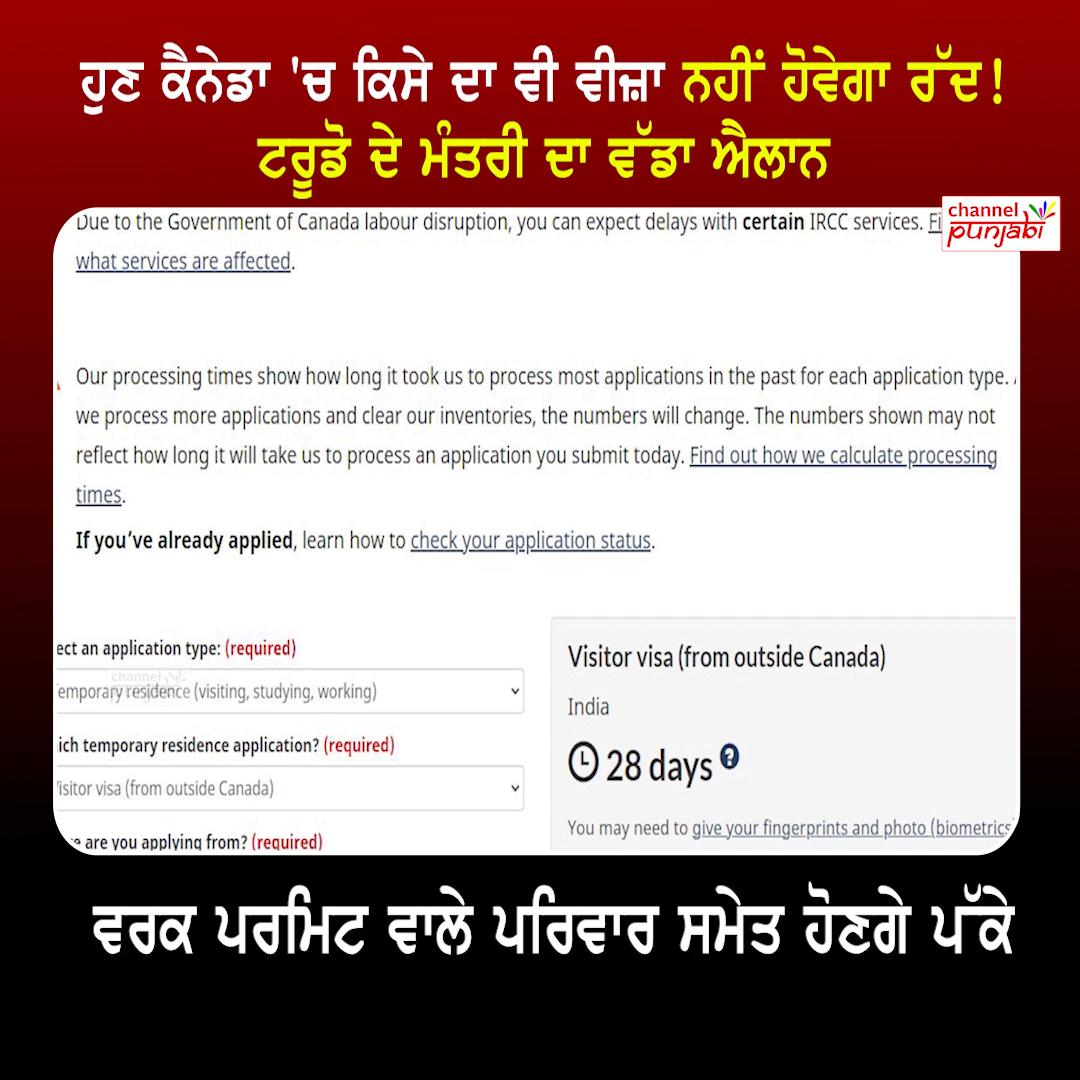 ਹੁਣ ਕੈਨੇਡਾ 'ਚ ਕਿਸੇ ਦਾ ਵੀ ਵੀਜ਼ਾ ਨਹੀਂ ਹੋਵੇਗਾ ਰੱਦ!
ਟਰੂਡੋ ਦੇ ਮੰਤਰੀ ਦਾ ਵੱਡਾ ਐਲਾਨ
channel
punjabi
Due to the Government of Canada labour disruption, you can expect delays with certain IRCC services.
what services are affected.
Our processing times show how long it took us to process most applications in the past for each application type.
we process more applications and clear our inventories, the numbers will change. The numbers shown may not
reflect how long it will take us to process an application you submit today. Find out how we calculate processing
times.
If you've already applied, learn how to check your application status.
ect an application type: (required)
emporary residence (visiting, studying, working)
channel
ich temporary residence application? (required)
isitor visa (from outside Canada)
e are you applying from? (required)
Visitor visa (from outside Canada)
India
28 days ?
You may need to give your fingerprints and photo (biometrics
ਵਰਕ ਪਰਮਿਟ ਵਾਲੇ ਪਰਿਵਾਰ ਸਮੇਤ ਹੋਣਗੇ ਪੱਕੇ